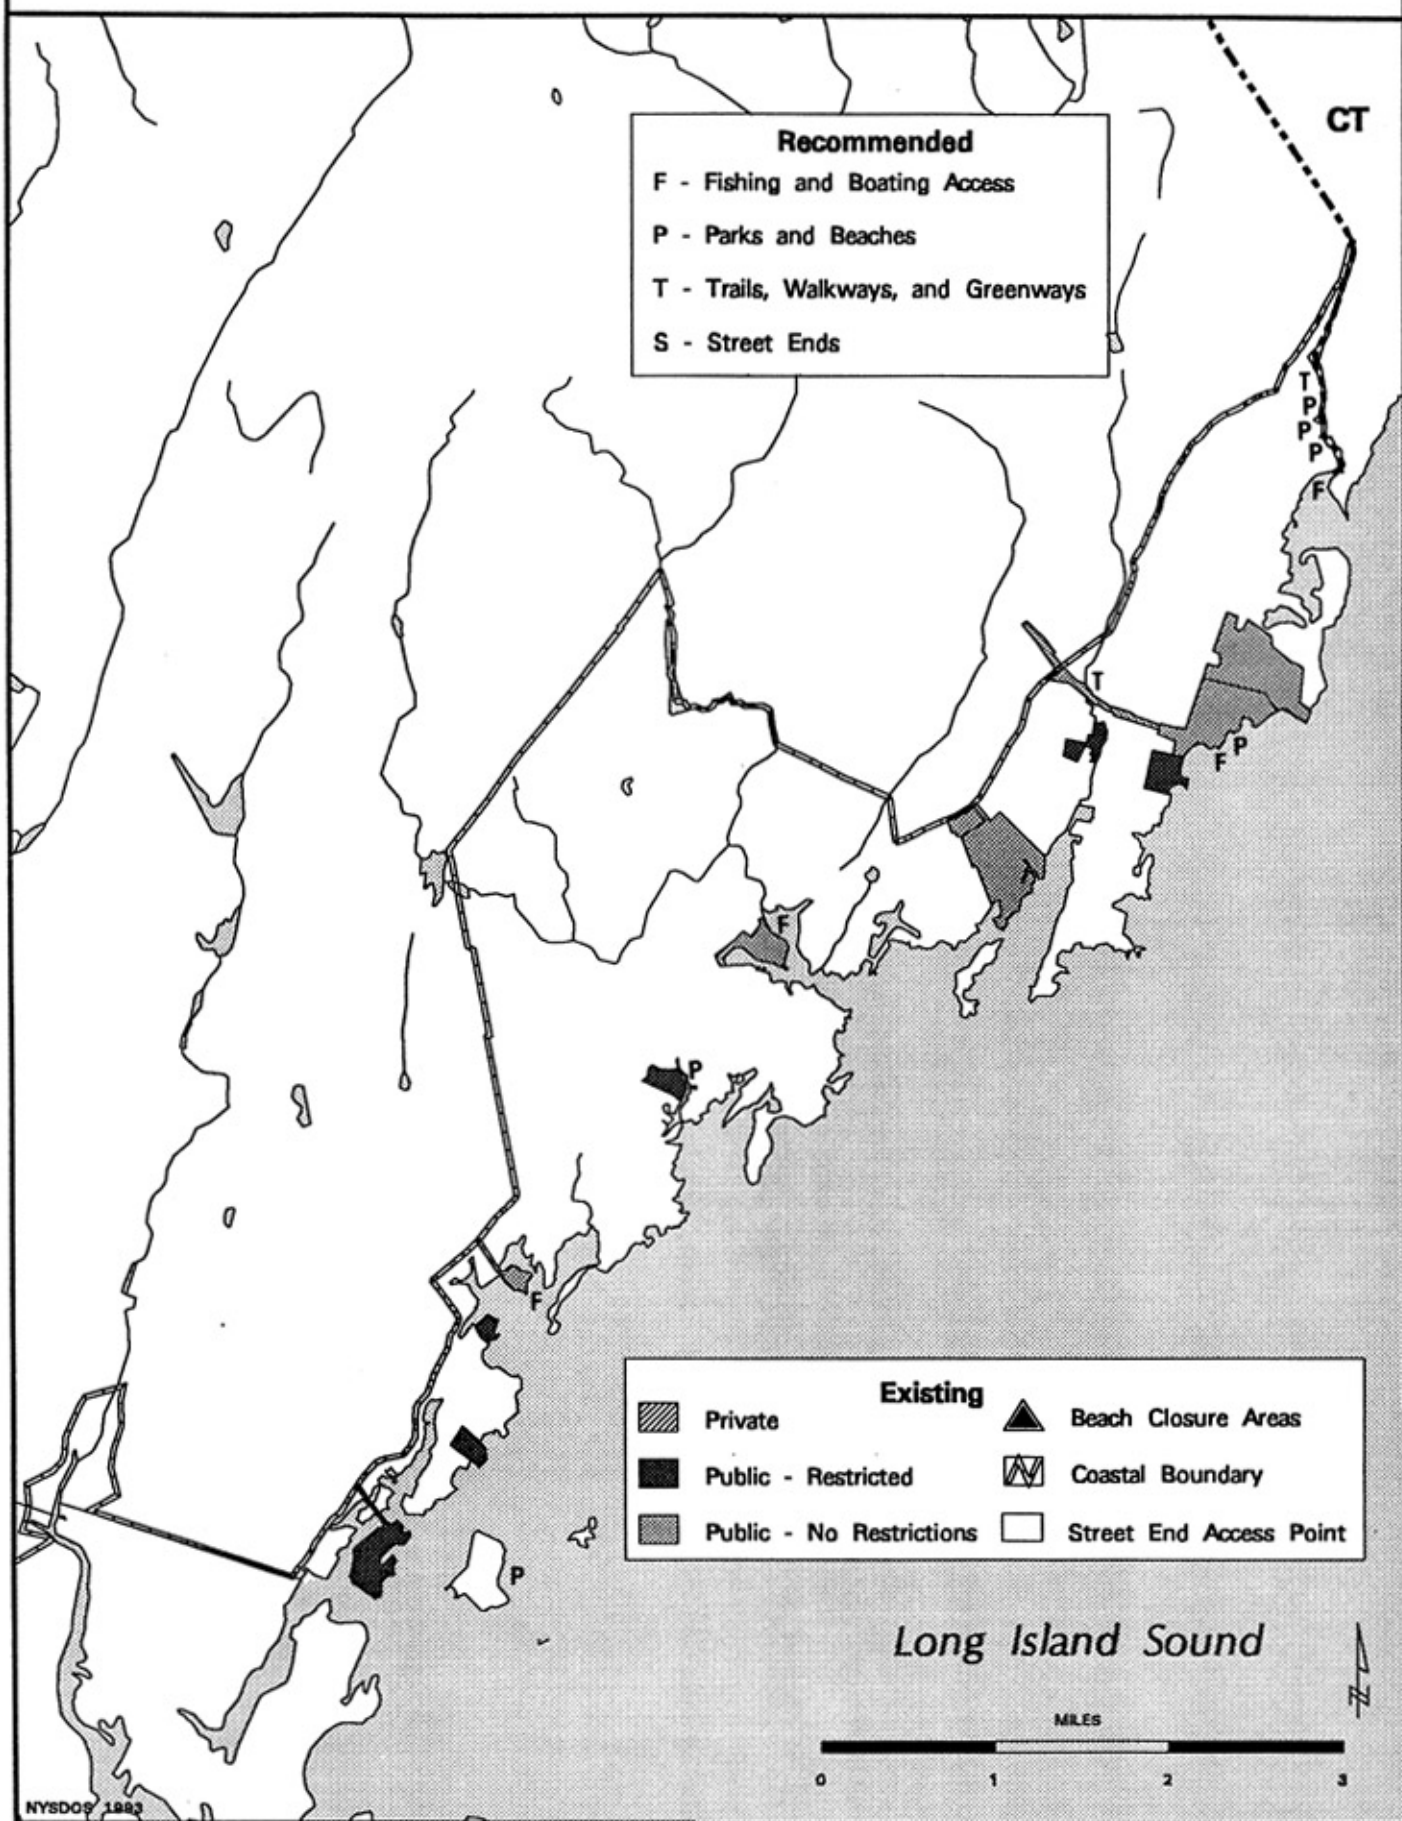 CT
Recommended
F - Fishing and Boating Access
P - Parks and Beaches
T - Trails, Walkways, and Greenways
S - Street Ends
T
P
P
P
F
T
P
F
F
P
F
P
Existing
Private
Public - Restricted
Public - No Restrictions
Beach Closure Areas
Coastal Boundary
Street End Access Point
Long Island Sound
MILES
0 1 2 3
NYSDOS 1993